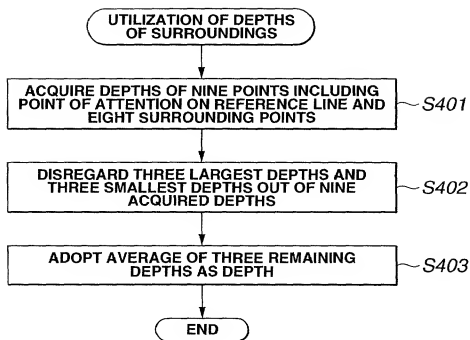 UTILIZATION OF DEPTHS
OF SURROUNDINGS
ACQUIRE DEPTHS OF NINE POINTS INCLUDING
POINT OF ATTENTION ON REFERENCE LINE AND
EIGHT SURROUNDING POINTS
S401
DISREGARD THREE LARGEST DEPTHS AND
THREE SMALLEST DEPTHS OUT OF NINE
ACQUIRED DEPTHS
S402
ADOPT AVERAGE OF THREE REMAINING
DEPTHS AS DEPTH
S403
END